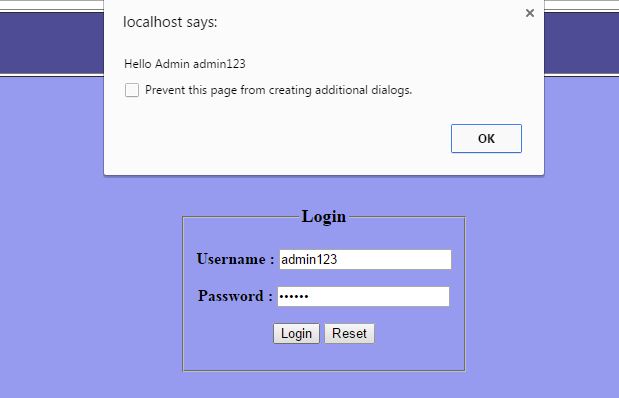 localhost says:
Hello Admin admin123
Prevent this page from creating additional dialogs.
OK
Login
Username : admin123
Password : ••••••
Login Reset